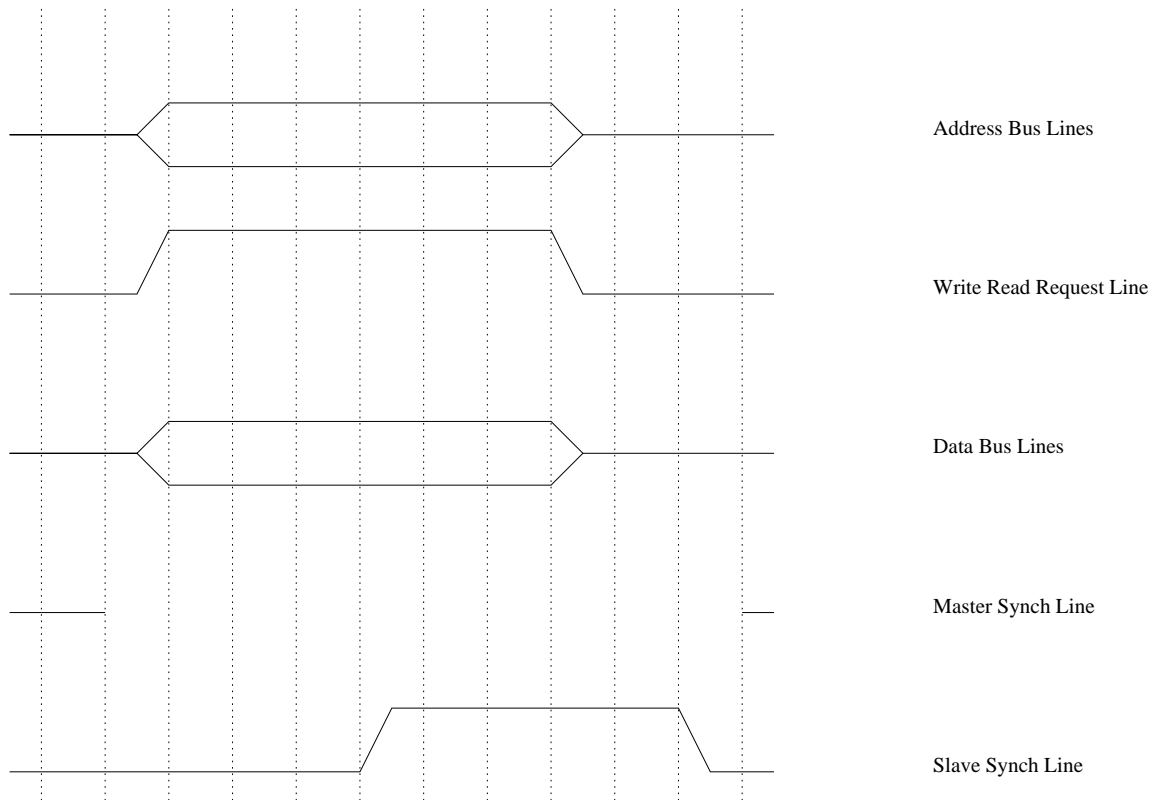 Address Bus Lines
Write Read Request Line
Data Bus Lines
Master Synch Line
Slave Synch Line